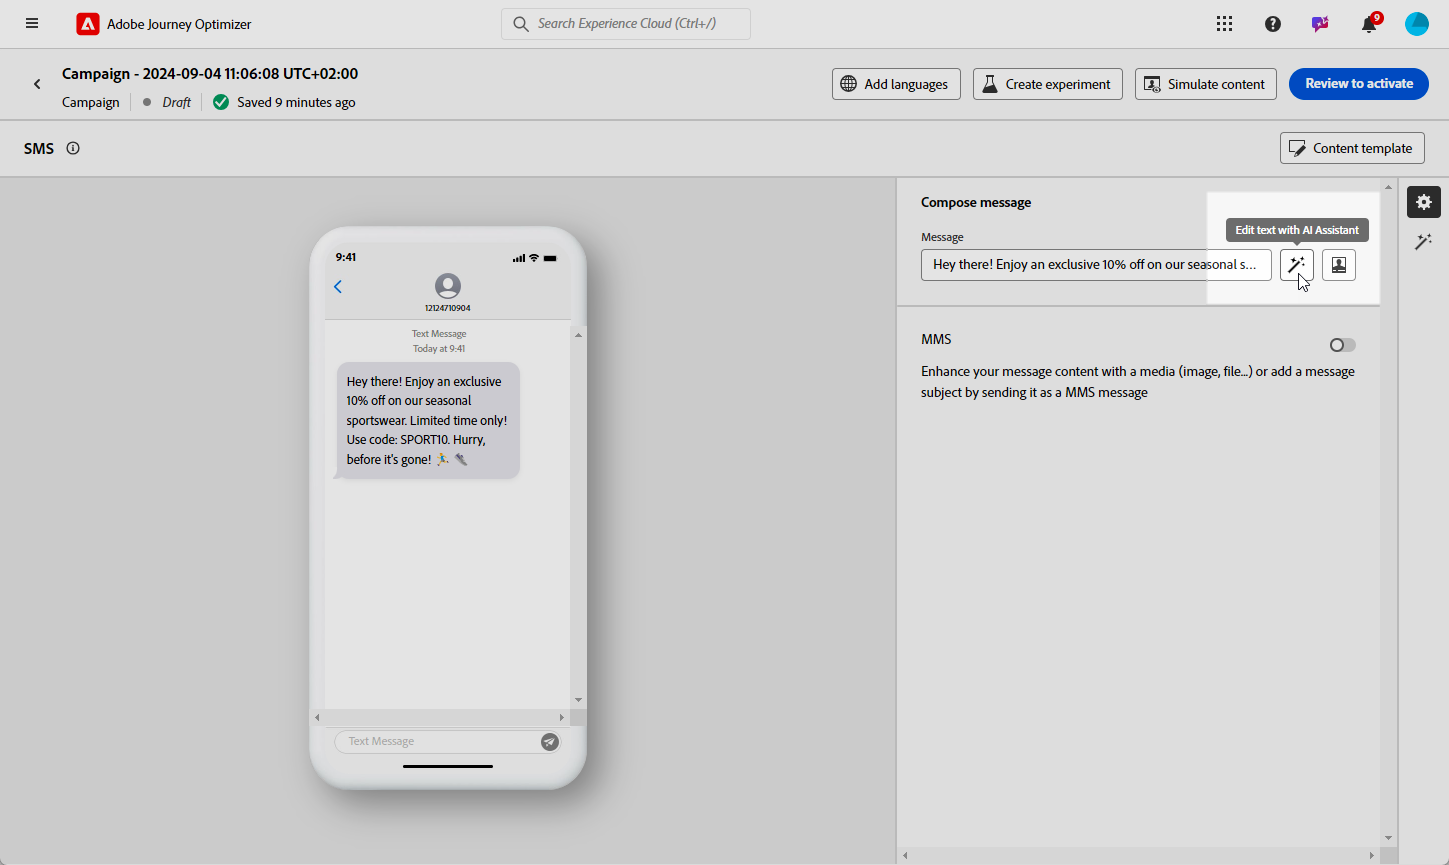 Adobe Journey Optimizer
Search Experience Cloud (Ctrl+/)
9
Campaign - 2024-09-04 11:06:08 UTC+02:00
Campaign
Draft
Saved 9 minutes ago
Add languages
Create experiment
Simulate content
Review to activate
SMS
Content template
Compose message
Edit text with AI Assistant
Message
Hey there! Enjoy an exclusive 10% off on our seasonal s...
MMS
Enhance your message content with a media (image, file...) or add a message
subject by sending it as a MMS message
9:41
12124710904
Text Message
Today at 9:41
Hey there! Enjoy an exclusive
10% off on our seasonal
sportswear. Limited time only!
Use code: SPORT10. Hurry,
before it's gone! 🏃‍♂️ 👟
Text Message